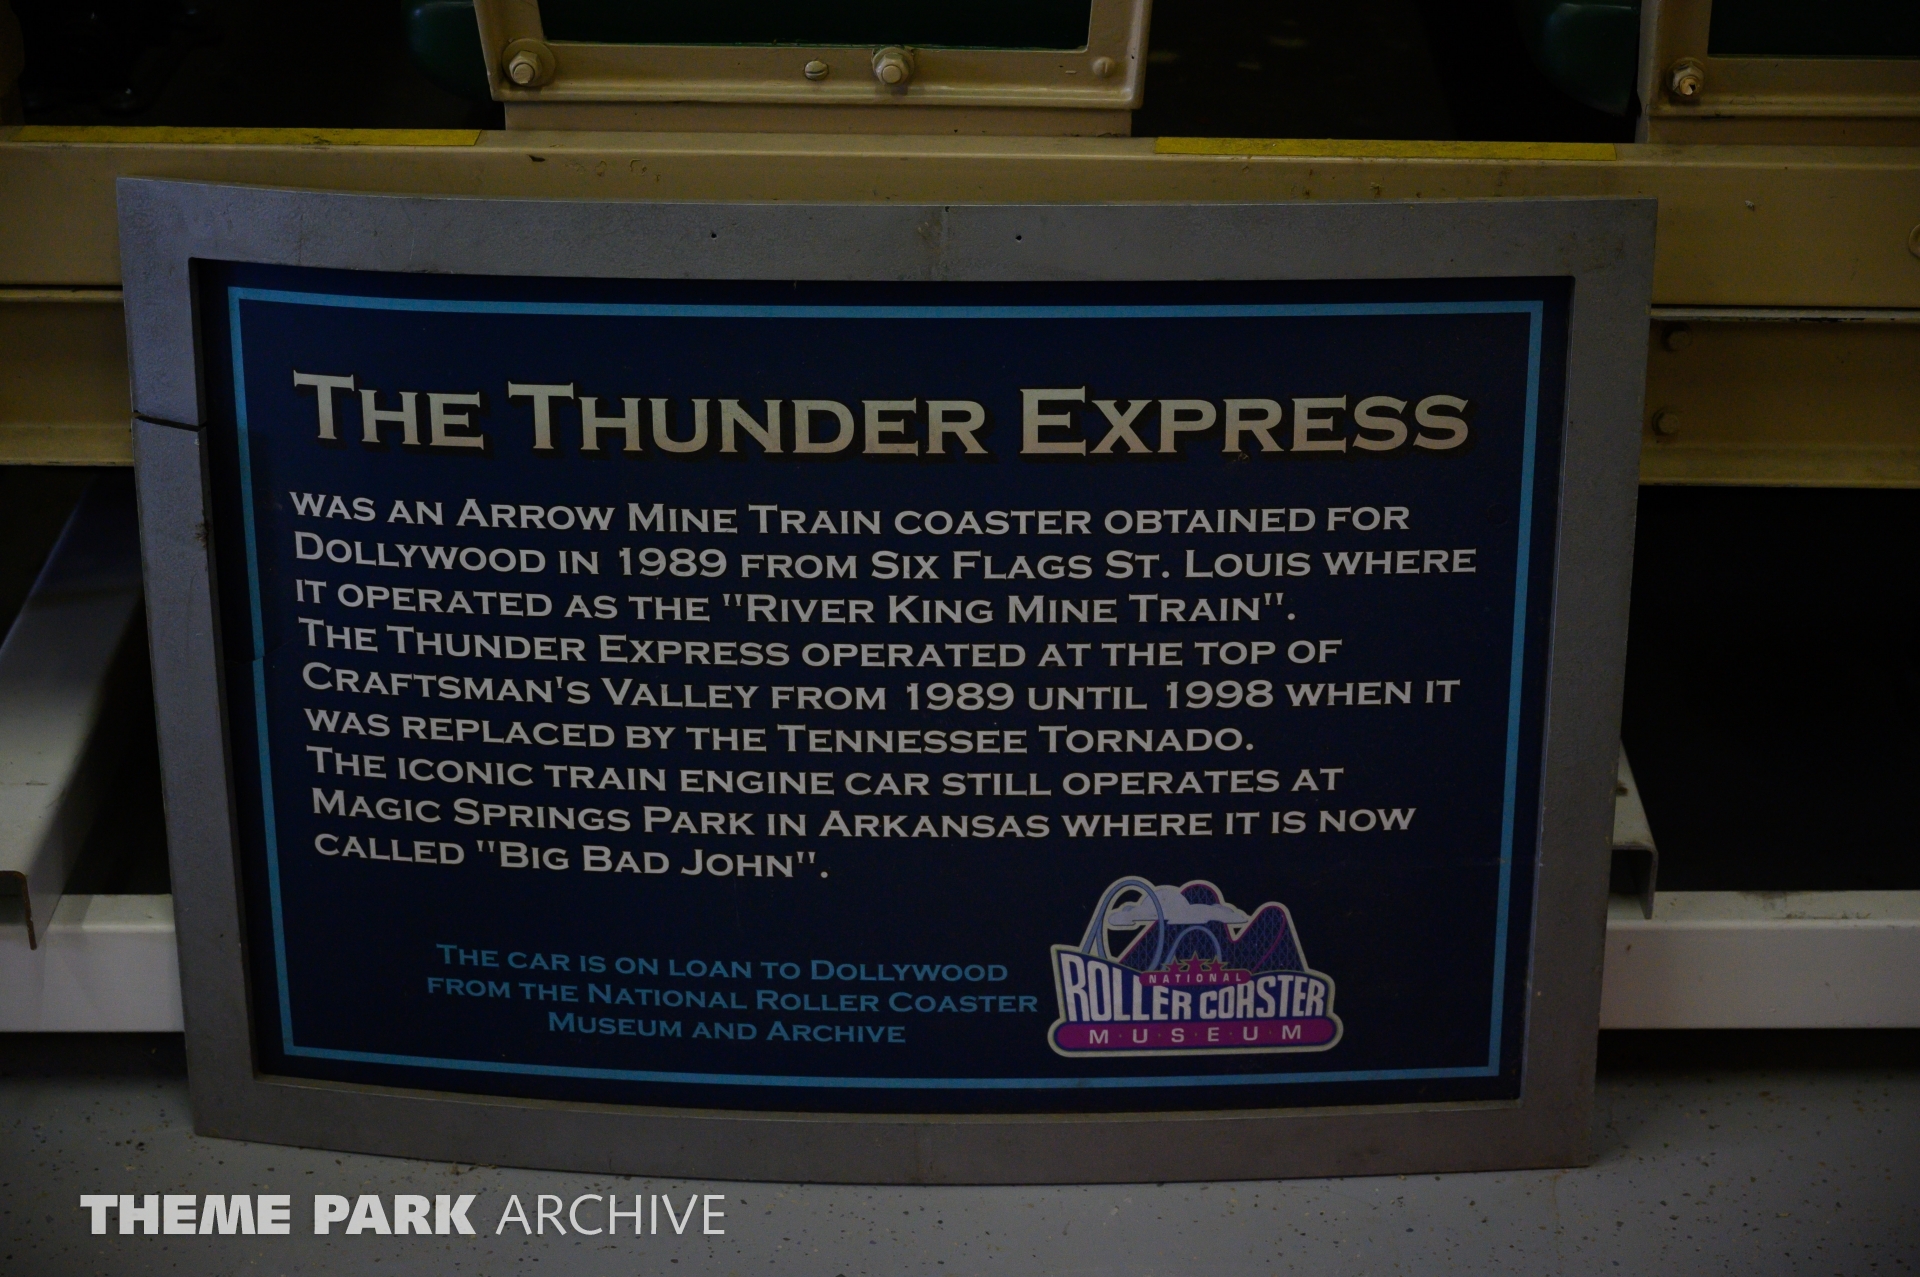 THE THUNDER EXPRESS
WAS AN ARROW MINE TRAIN COASTER OBTAINED FOR
DOLLYWOOD IN 1989 FROM SIX FLAGS ST. LOUIS WHERE
IT OPERATED AS THE "RIVER KING MINE TRAIN".
THE THUNDER EXPRESS OPERATED AT THE TOP OF
CRAFTSMAN'S VALLEY FROM 1989 UNTIL 1998 WHEN IT
WAS REPLACED BY THE TENNESSEE TORNADO.
THE ICONIC TRAIN ENGINE CAR STILL OPERATES AT
MAGIC SPRINGS PARK IN ARKANSAS WHERE IT IS NOW
CALLED "BIG BAD JOHN".
THE CAR IS ON LOAN TO DOLLYWOOD
FROM THE NATIONAL ROLLER COASTER
MUSEUM AND ARCHIVE
NATIONAL
ROLLER COASTER
MUSEUM
THEME PARK ARCHIVE